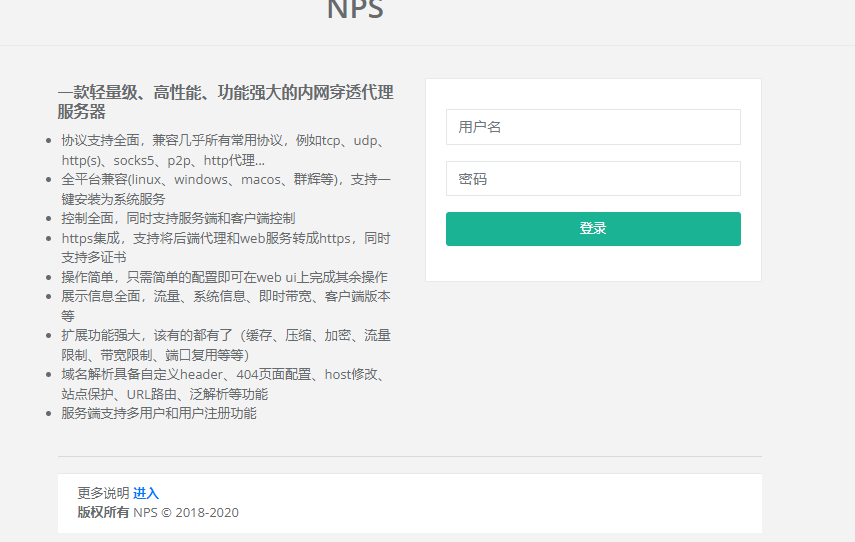 NPS
一款轻量级、高性能、功能强大的内网穿透代理
服务器
协议支持全面，兼容几乎所有常用协议，例如tcp、udp、
http(s)、socks5、p2p、http代理...
全平台兼容(linux、windows、macos、群辉等)，支持一
键安装为系统服务
控制全面，同时支持服务端和客户端控制
https集成，支持将后端代理和web服务转成https，同时
支持多证书
操作简单，只需简单的配置即可在web ui上完成其余操作
展示信息全面，流量、系统信息、即时带宽、客户端版本
等
扩展功能强大，该有的都有了（缓存、压缩、加密、流量
限制、带宽限制、端口复用等等）
域名解析具备自定义header、404页面配置、host修改、
站点保护、URL路由、泛解析等功能
服务端支持多用户和用户注册功能
用户名
密码
登录
更多说明 进入
版权所有 NPS © 2018-2020